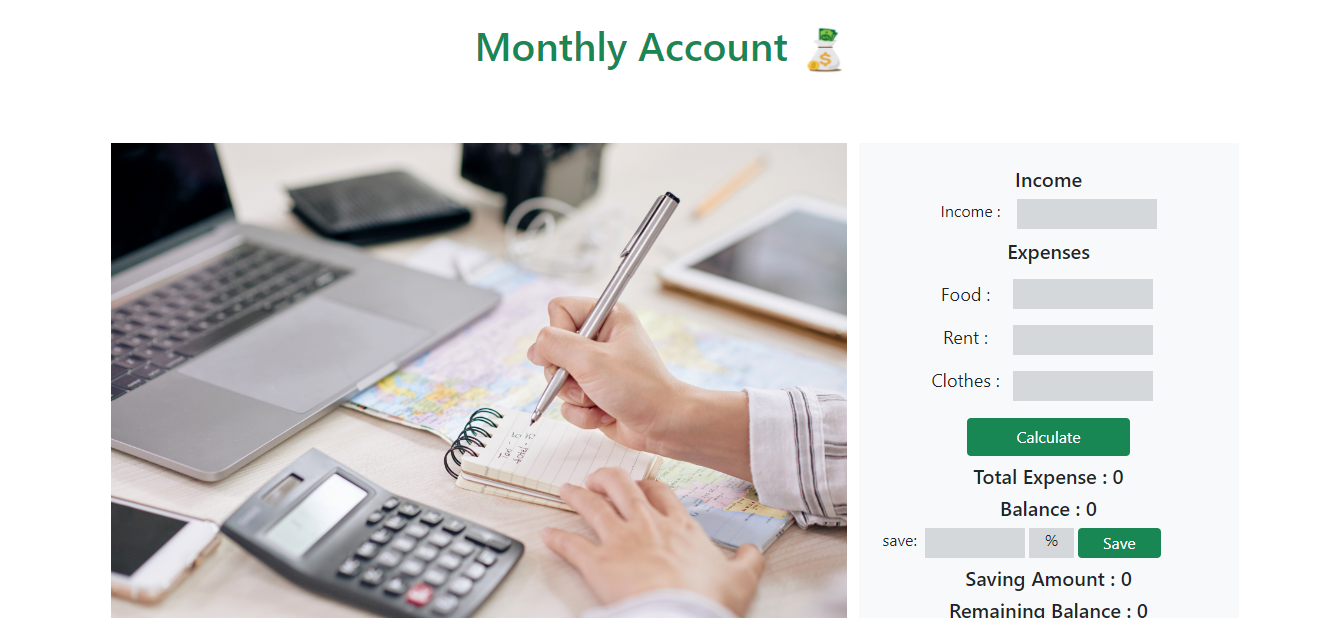 Monthly Account
Income
Income :
Expenses
Food :
Rent :
Clothes :
Calculate
Total Expense : 0
Balance : 0
save:
%
Save
Saving Amount : 0
Remaining Balance : 0